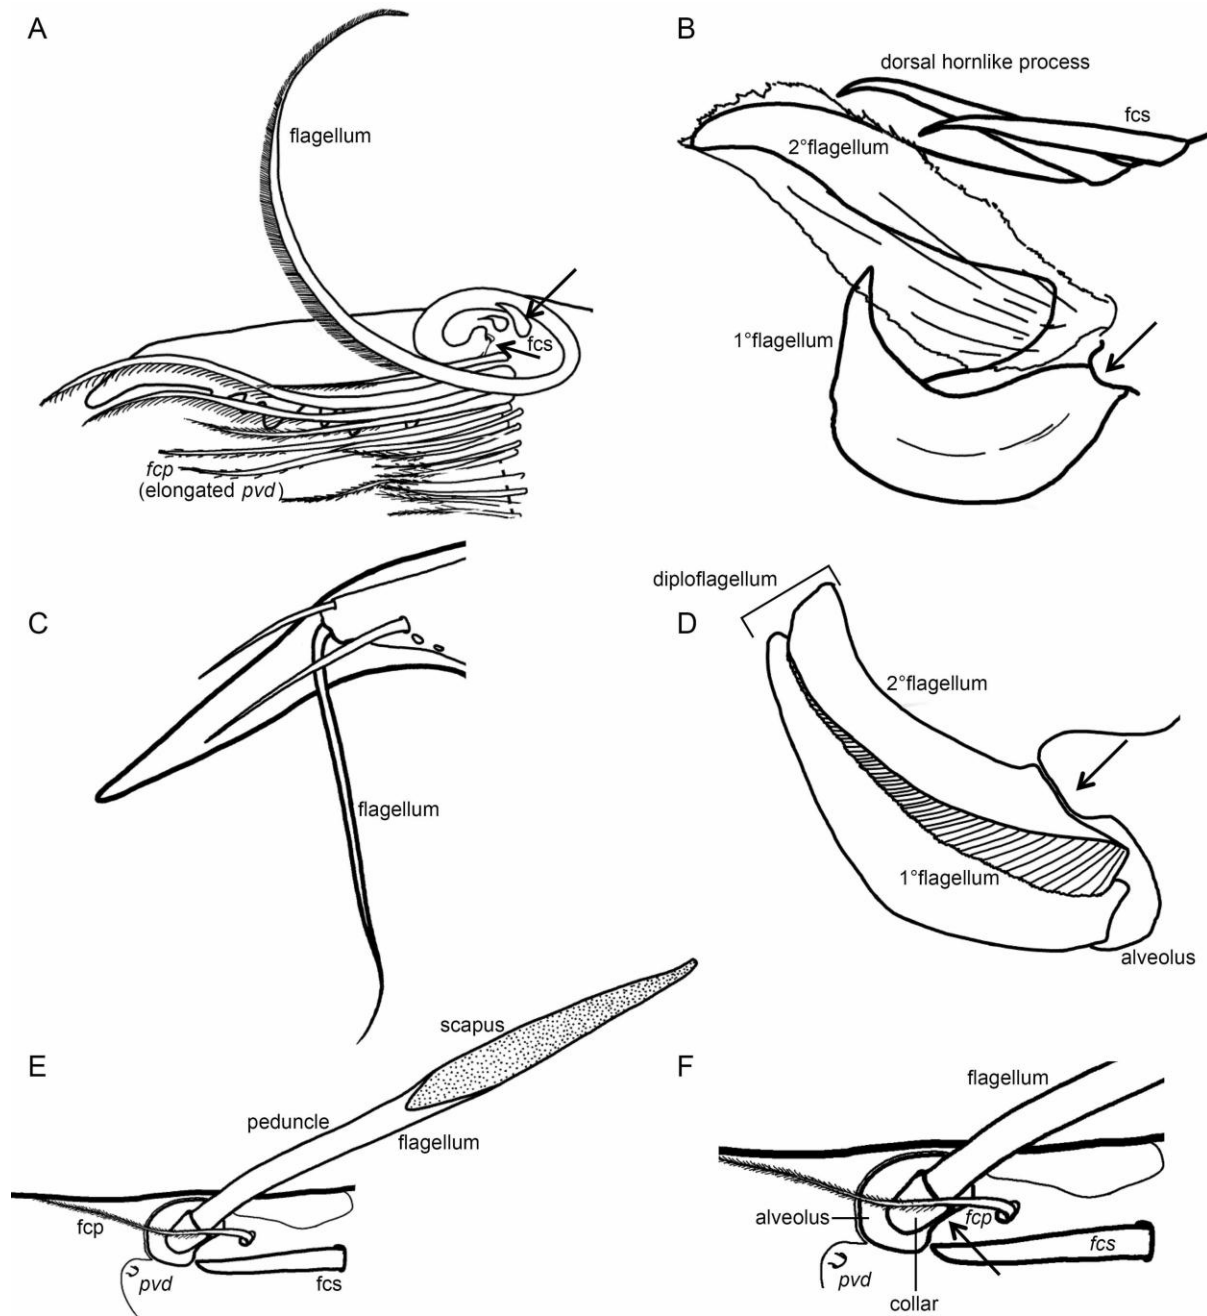 A
flagellum
fcs
fcp
(elongated pvd)
B
dorsal hornlike process
fcs
2°flagellum
1°flagellum
C
flagellum
diploflagellum
D
2°flagellum
1°flagellum
alveolus
E
scapus
peduncle
flagellum
fcp
pvd
fcs
F
flagellum
alveolus
fcp
fcs
pvd
collar